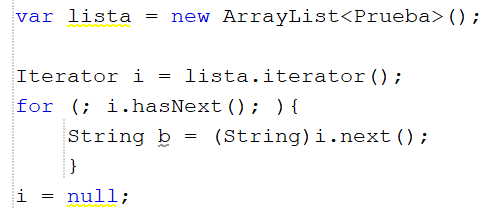 var lista = new ArrayList<Prueba>();
Iterator i = lista.iterator();
for (; i.hasNext(); ){
String b = (String)i.next();
}
i = null;